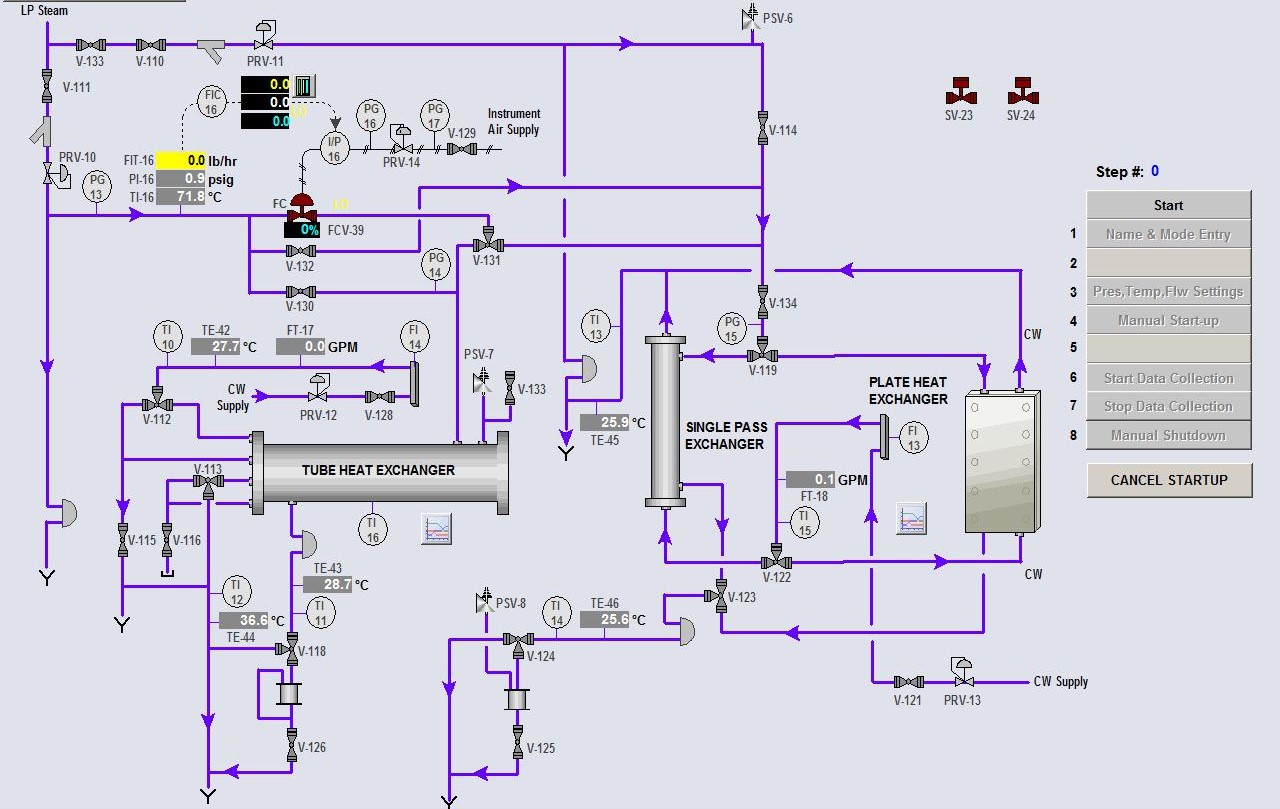 LP Steam
PSV-6
V-133
V-110
PRV-11
V-111
FIC
16
0.0
0.0
0.0
PG
16
PG
17
Instrument
Air Supply
V-129
SV-23
SV-24
V-114
I/P
16
PRV-14
PRV-10
FIT-16
0.0 lb/hr
PI-16
0.9 psig
TI-16
71.8 °C
PG
13
Step #: 0
Start
FC
0%
FCV-39
1 Name & Mode Entry
2
3 Pres,Temp,Flw Settings
4 Manual Start-up
5
6 Start Data Collection
7 Stop Data Collection
8 Manual Shutdown
CANCEL STARTUP
V-132
V-131
PG
14
V-130
V-134
PG
15
V-119
TI
13
CW
TI
10
TE-42
27.7 °C
FT-17
0.0 GPM
FI
14
PSV-7
V-133
CW
Supply
PRV-12
V-128
V-112
PLATE HEAT
EXCHANGER
25.9 °C
TE-45
SINGLE PASS
EXCHANGER
FI
13
TUBE HEAT EXCHANGER
V-113
0.1 GPM
FT-18
TI
15
TI
16
V-115
V-116
TE-43
28.7 °C
V-122
CW
TI
12
TI
11
36.6 °C
TE-44
V-118
PSV-8
TI
14
TE-46
25.6 °C
V-123
V-124
V-121
PRV-13
CW Supply
V-126
V-125